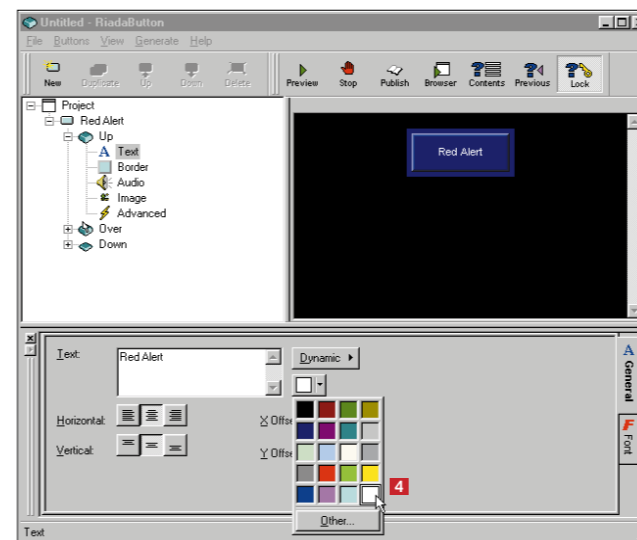 Untitled - RiadaButton
File Buttons View Generate Help
New Duplicate Up Down Delete Preview Stop Publish Browser Contents Previous Lock
Project
Red Alert
Up
Text
Border
Audio
Image
Advanced
Over
Down
Red Alert
Text: Red Alert Dynamic
Horizontal: X Offse
Vertical: Y Offse
4
Other...
A General
F Font
Text